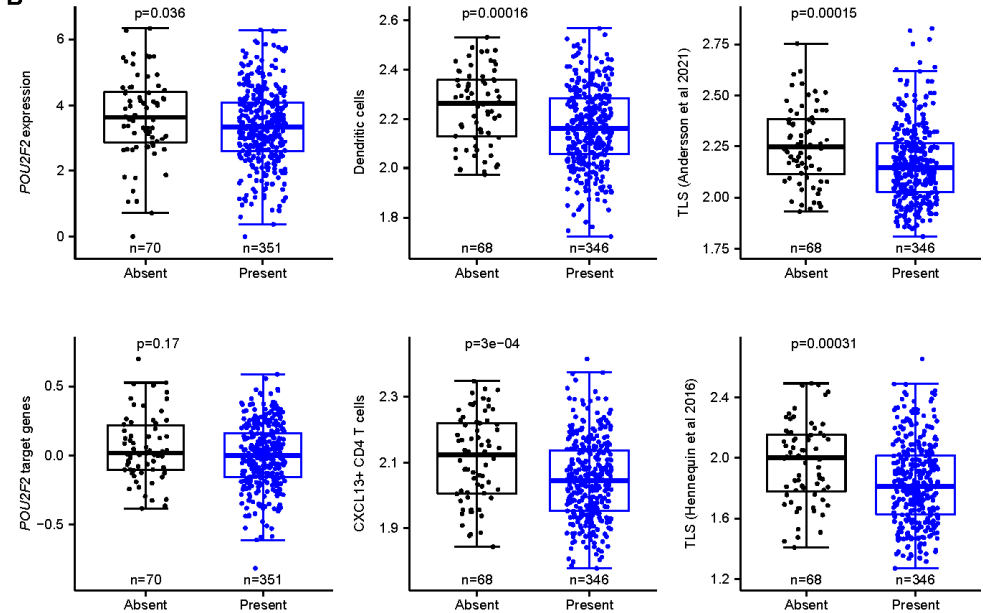 p=0.036
POU2F2 expression
6
4
2
0
n=70
n=351
Absent
Present
p=0.00016
Dendritic cells
2.6
2.4
2.2
2.0
1.8
n=68
n=346
Absent
Present
p=0.00015
TLS (Andersson et al 2021)
2.75
2.50
2.25
2.00
1.75
n=68
n=346
Absent
Present
p=0.17
POU2F2 target genes
0.5
0.0
−0.5
n=70
n=351
Absent
Present
p=3e−04
CXCL13+ CD4 T cells
2.3
2.1
1.9
n=68
n=346
Absent
Present
p=0.00031
TLS (Hennequin et al 2016)
2.4
2.0
1.6
1.2
n=68
n=346
Absent
Present